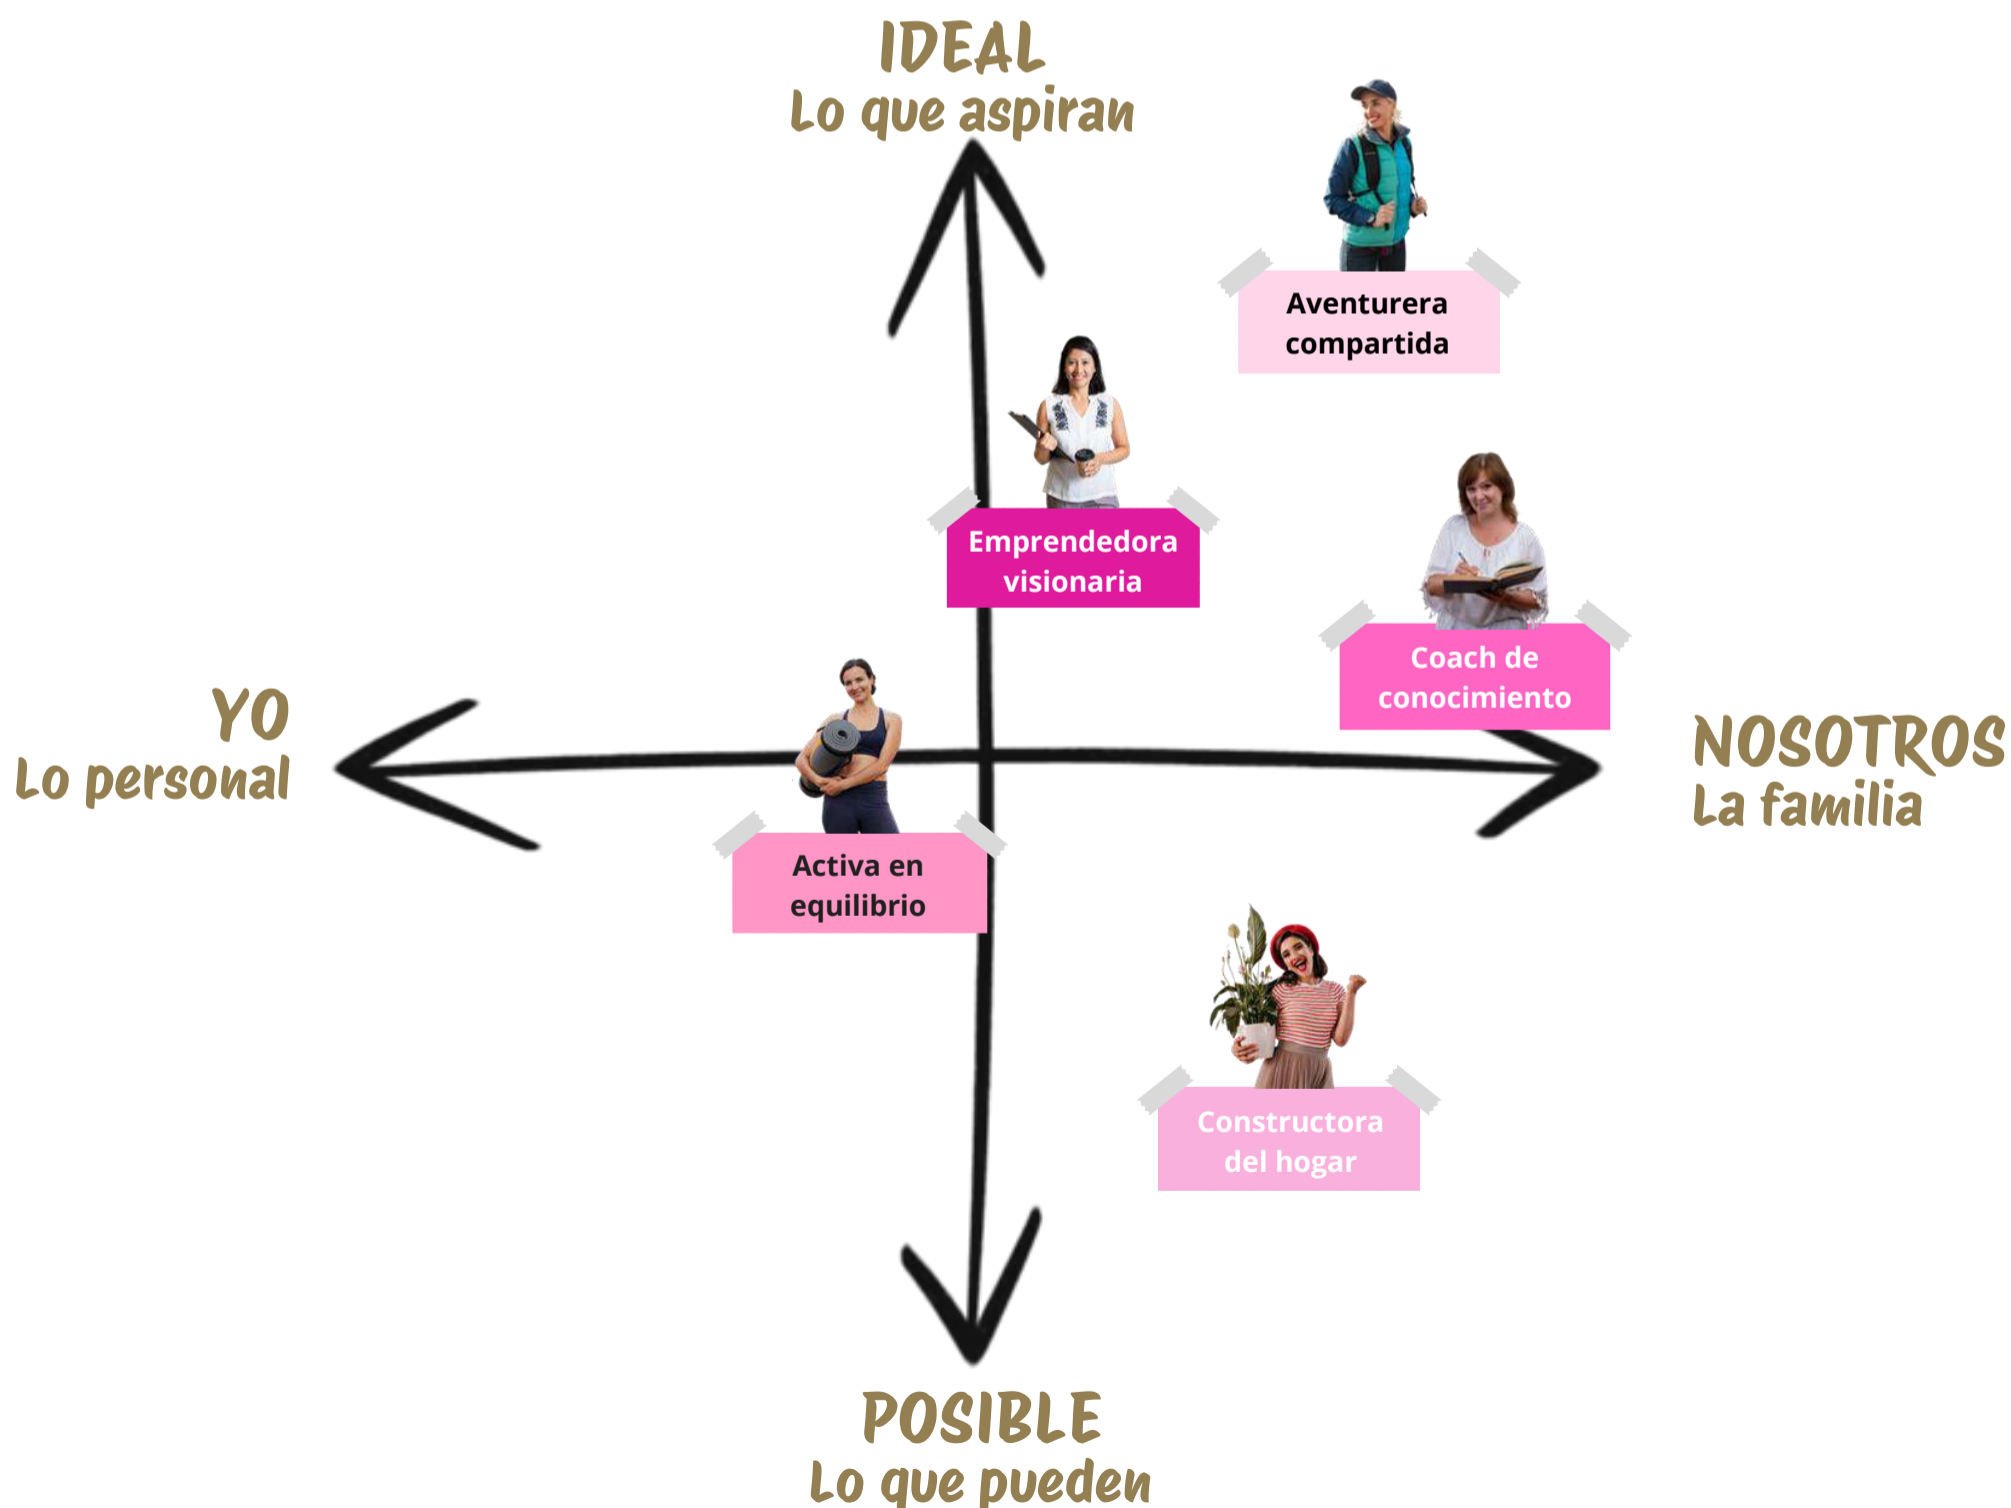 IDEAL
Lo que aspiran
Aventurera
compartida
Emprendedora
visionaria
Coach de
conocimiento
YO
Lo personal
NOSOTROS
La familia
Activa en
equilibrio
Constructora
del hogar
POSIBLE
Lo que pueden